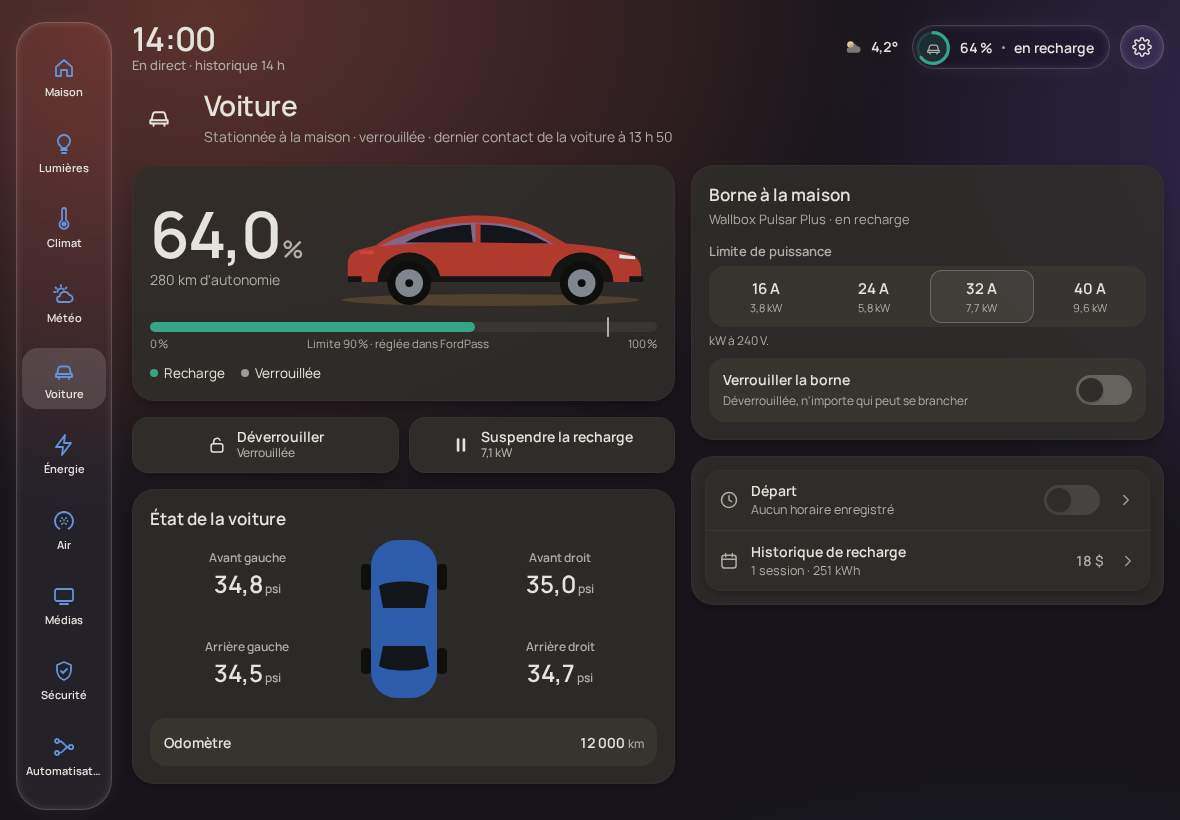 14:00
En direct · historique 14 h
4,2°
64 % · en recharge
Maison
Lumières
Climat
Météo
Voiture
Énergie
Air
Médias
Sécurité
Automatisat…
Voiture
Stationnée à la maison · verrouillée · dernier contact de la voiture à 13 h 50
64,0 %
280 km d'autonomie
0 %
Limite 90 % · réglée dans FordPass
100 %
Recharge
Verrouillée
Déverrouiller
Verrouillée
Suspendre la recharge
7,1 kW
État de la voiture
Avant gauche
34,8 psi
Avant droit
35,0 psi
Arrière gauche
34,5 psi
Arrière droit
34,7 psi
Odomètre
12 000 km
Borne à la maison
Wallbox Pulsar Plus · en recharge
Limite de puissance
16 A
3,8 kW
24 A
5,8 kW
32 A
7,7 kW
40 A
9,6 kW
kW à 240 V.
Verrouiller la borne
Déverrouillée, n'importe qui peut se brancher
Départ
Aucun horaire enregistré
Historique de recharge
1 session · 251 kWh
18 $